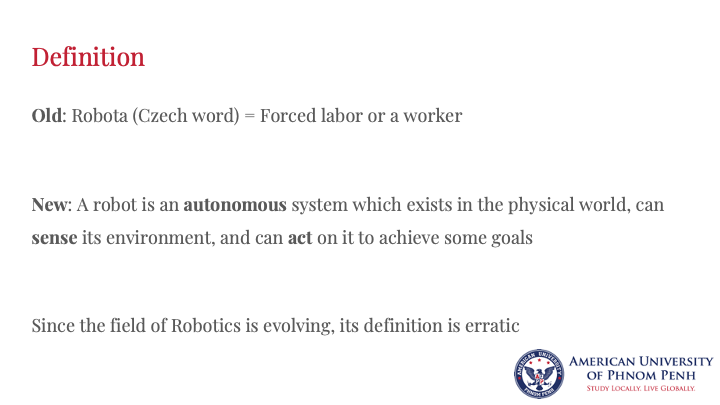 Definition
Old: Robota (Czech word) = Forced labor or a worker
New: A robot is an autonomous system which exists in the physical world, can
sense its environment, and can act on it to achieve some goals
Since the field of Robotics is evolving, its definition is erratic
AMERICAN UNIVERSITY
PHNOM PENH
AMERICAN UNIVERSITY
OF PHNOM PENH
STUDY LOCALLY. LIVE GLOBALLY.